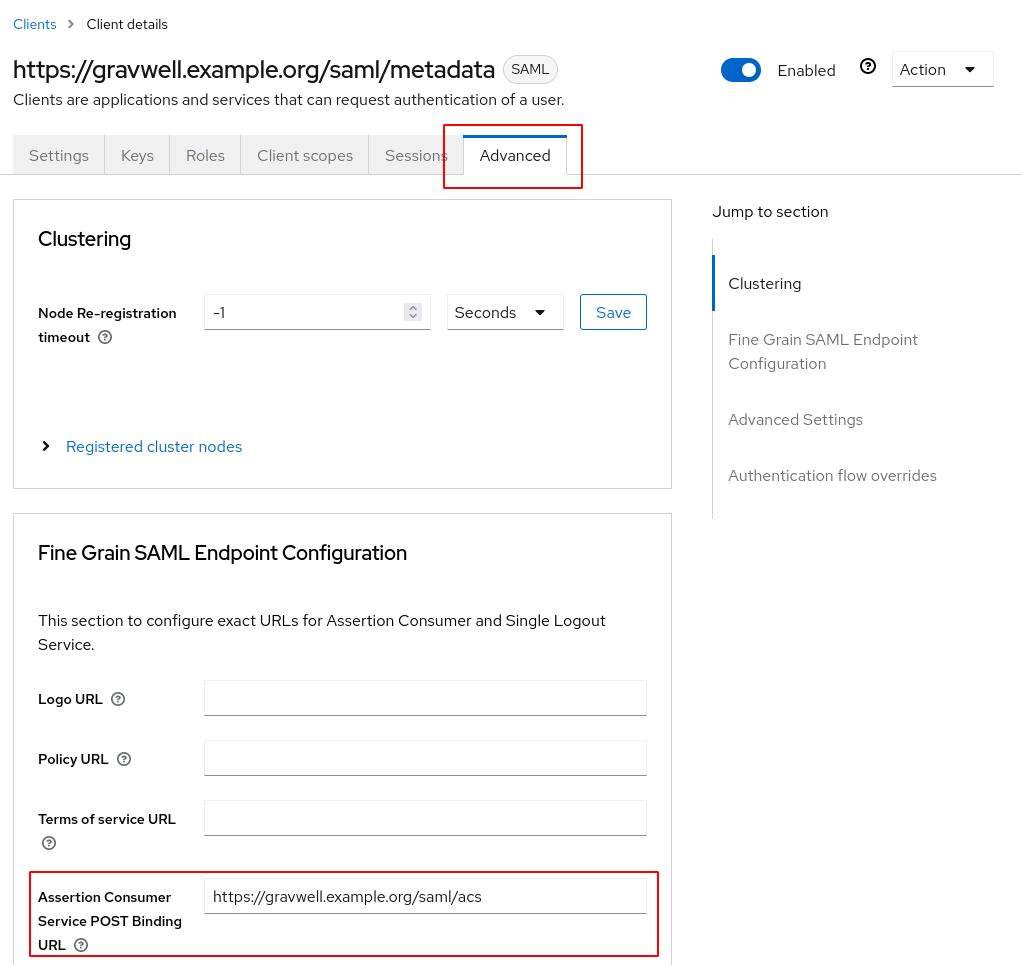 Clients > Client details
https://gravwell.example.org/saml/metadata SAML
Enabled
Action
Clients are applications and services that can request authentication of a user.
Settings Keys Roles Client scopes Sessions Advanced
Clustering
Node Re-registration
timeout
-1
Seconds
Save
Registered cluster nodes
Jump to section
Clustering
Fine Grain SAML Endpoint
Configuration
Advanced Settings
Authentication flow overrides
Fine Grain SAML Endpoint Configuration
This section to configure exact URLs for Assertion Consumer and Single Logout
Service.
Logo URL
Policy URL
Terms of service URL
Assertion Consumer
Service POST Binding
URL
https://gravwell.example.org/saml/acs